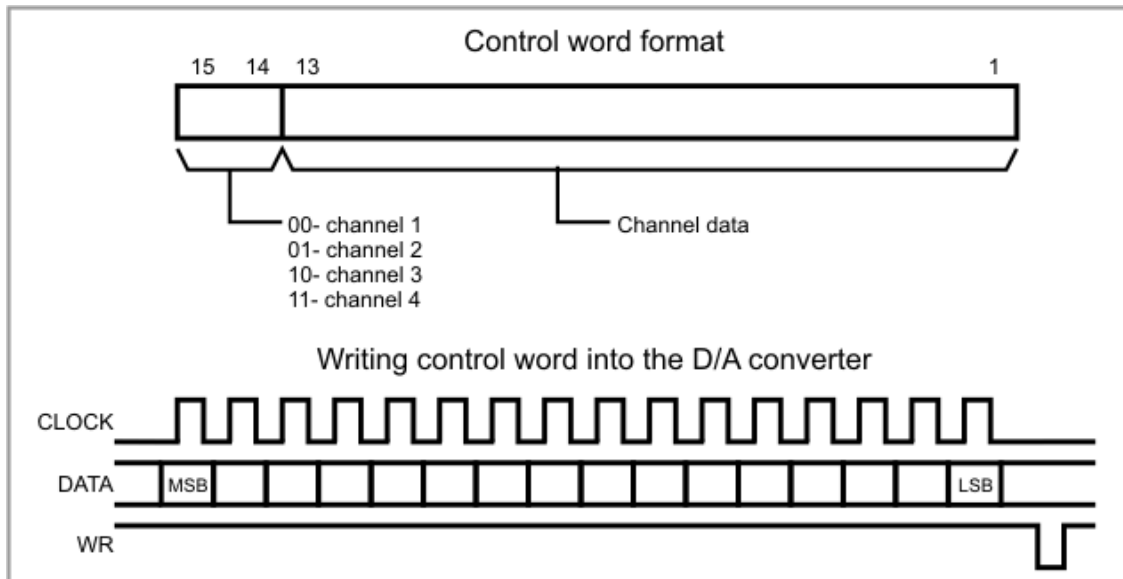 Control word format
15 14 13 1
00- channel 1
01- channel 2
10- channel 3
11- channel 4
Channel data
Writing control word into the D/A converter
CLOCK
DATA MSB LSB
WR